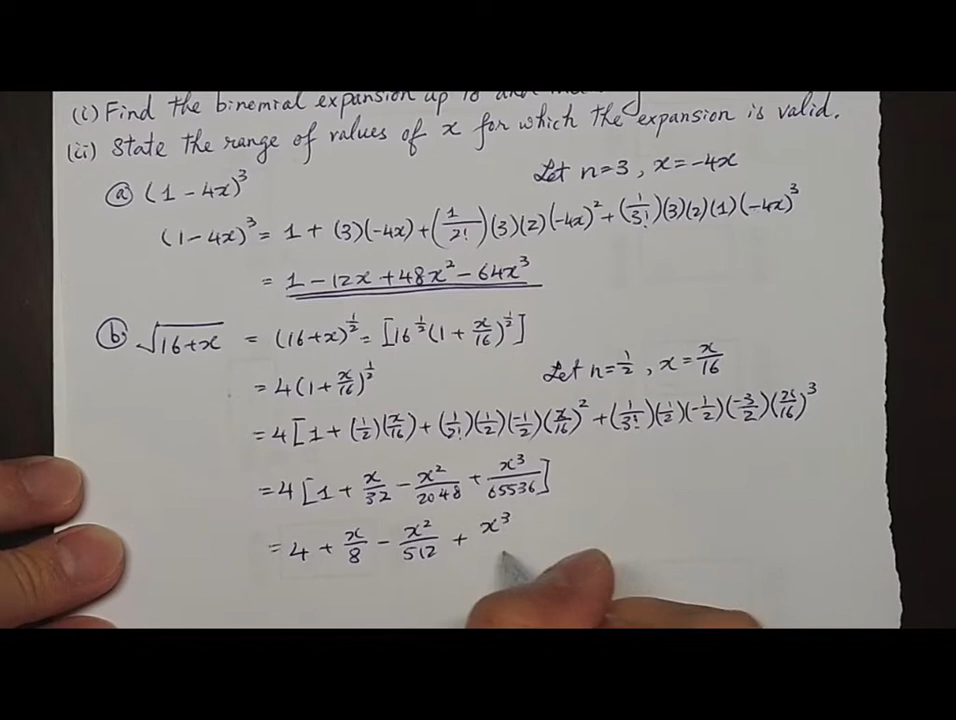 (i) Find the binomial expansion up to and
(ii) State the range of values of x for which the expansion is valid.
ⓐ (1 - 4x)³
Let n=3, x = -4x
(1-4x)³ = 1 + (3)(-4x) + (1/2!)(3)(2)(-4x)² + (1/3!)(3)(2)(1)(-4x)³
= 1 - 12x + 48x² - 64x³
ⓑ √(16+x) = (16+x)^(1/2) = [16^(1/2)(1 + x/16)^(1/2)]
= 4(1 + x/16)^(1/2)
Let n = 1/2, x = x/16
= 4[1 + (1/2)(x/16) + (1/2!)(1/2)(-1/2)(x/16)² + (1/3!)(1/2)(-1/2)(-3/2)(x/16)³
= 4[1 + x/32 - x²/2048 + x³/65536]
= 4 + x/8 - x²/512 + x³